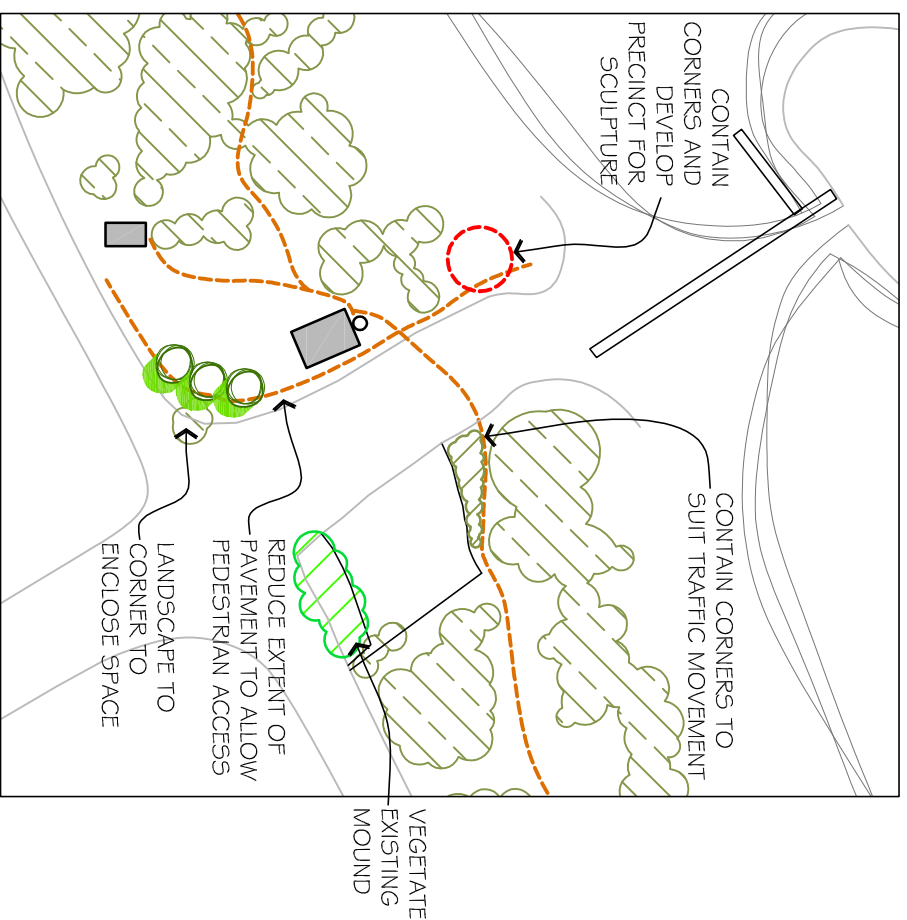 CONTAIN
CORNERS AND
DEVELOP
PRECINCT FOR
SCULPTURE
CONTAIN CORNERS TO
SUIT TRAFFIC MOVEMENT
REDUCE EXTENT OF
PAVEMENT TO ALLOW
PEDESTRIAN ACCESS
LANDSCAPE TO
CORNER TO
ENCLOSE SPACE
VEGETATE
EXISTING
MOUND